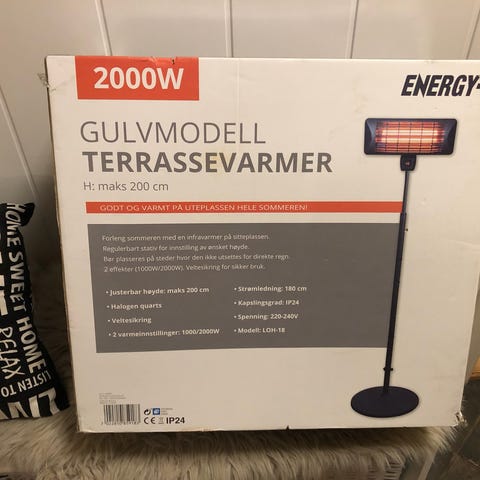 2000W
ENERGY+
GULVMODELL
TERRASSEVARMER
H: maks 200 cm
GODT OG VARMT PÅ UTEPLASSEN HELE SOMMEREN!
Forleng sommeren med en infravarmer på sitteplassen.
Regulerbart stativ for innstilling av ønsket høyde.
Bør plasseres på steder hvor den ikke utsettes for direkte regn.
2 effekter (1000W/2000W). Veltesikring for sikker bruk.
• Justerbar høyde: maks 200 cm
• Halogen quarts
• Veltesikring
• 2 varmeinnstillinger: 1000/2000W
• Strømledning: 180 cm
• Kapslingsgrad: IP24
• Spenning: 220-240V
• Modell: LOH-18
CE
IP24
HOME SWEET HOME
RELAX
LISTEN TO